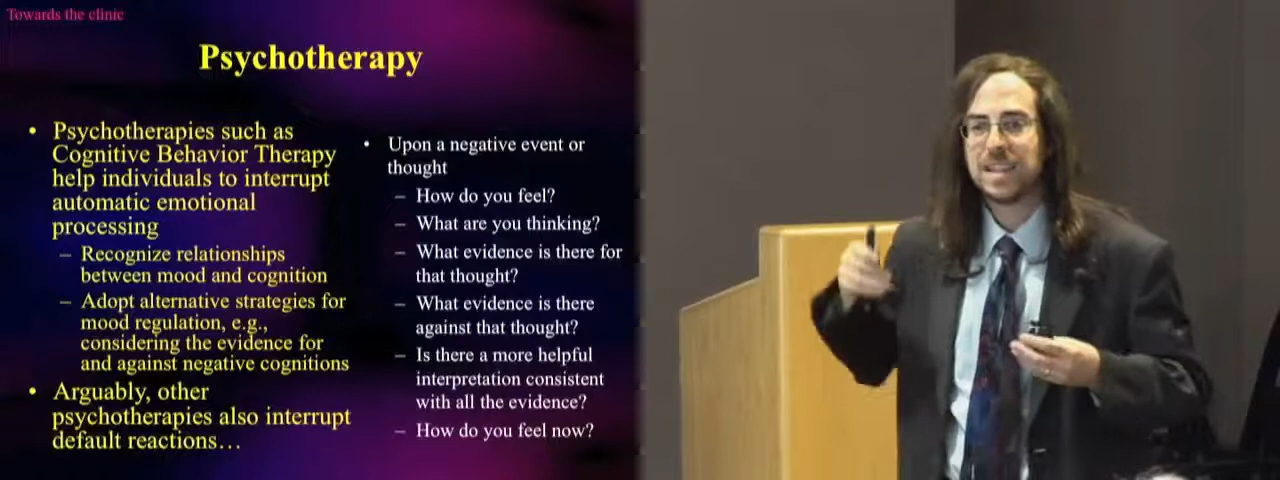 Towards the clinic
Psychotherapy
• Psychotherapies such as
Cognitive Behavior Therapy
help individuals to interrupt
automatic emotional
processing
– Recognize relationships
between mood and cognition
– Adopt alternative strategies for
mood regulation, e.g.,
considering the evidence for
and against negative cognitions
• Arguably, other
psychotherapies also interrupt
default reactions…
• Upon a negative event or
thought
– How do you feel?
– What are you thinking?
– What evidence is there for
that thought?
– What evidence is there
against that thought?
– Is there a more helpful
interpretation consistent
with all the evidence?
– How do you feel now?